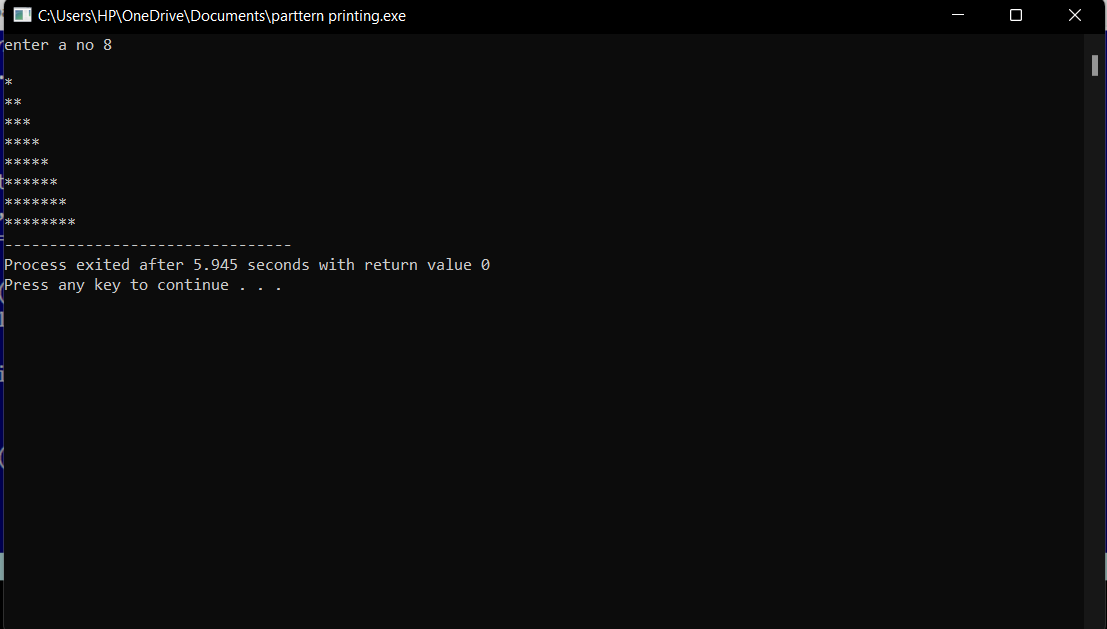 C:\Users\HP\OneDrive\Documents\parttern printing.exe
enter a no 8
*
**
***
****
*****
******
*******
********
--------------------------------
Process exited after 5.945 seconds with return value 0
Press any key to continue . . .